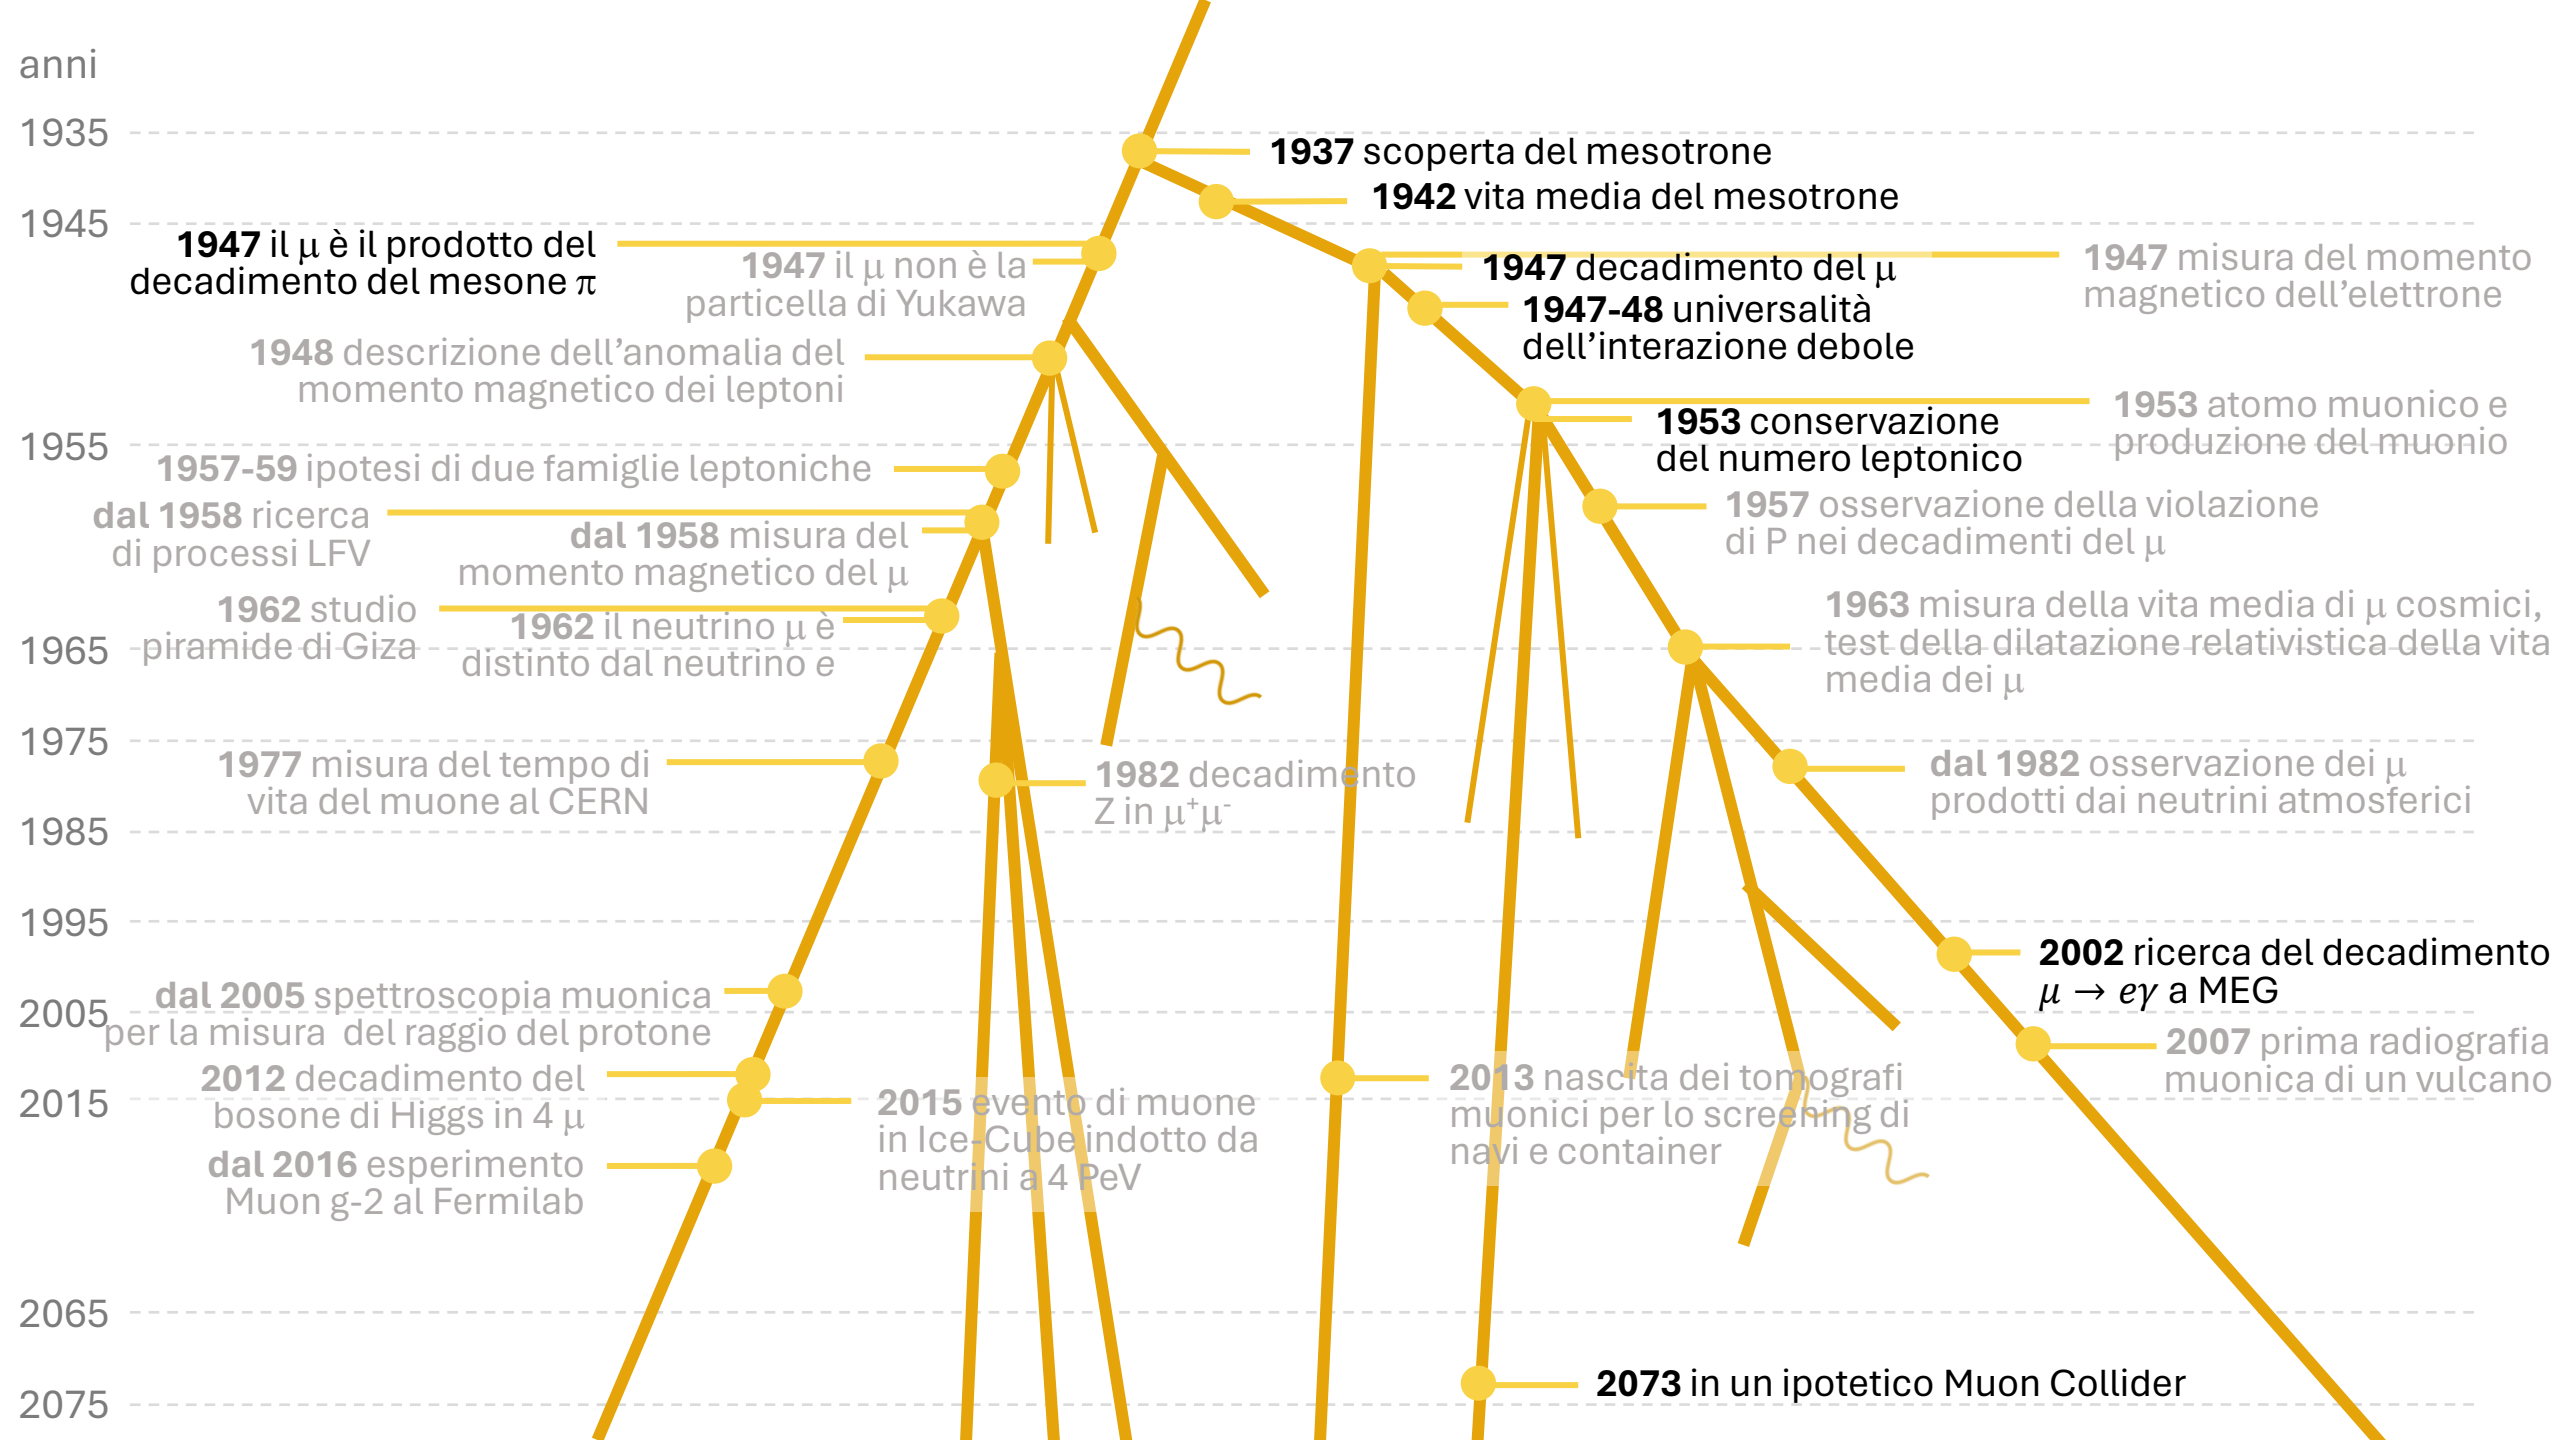 anni
1935
1937 scoperta del mesotrone
1942 vita media del mesotrone
1945
1947 il μ è il prodotto del
decadimento del mesone π
1947 il μ non è la
particella di Yukawa
1947 decadimento del μ
1947 misura del momento
magnetico dell'elettrone
1947-48 universalità
dell'interazione debole
1948 descrizione dell'anomalia del
momento magnetico dei leptoni
1953 atomo muonico e
produzione del muonio
1953 conservazione
del numero leptonico
1955
1957-59 ipotesi di due famiglie leptoniche
1957 osservazione della violazione
di P nei decadimenti del μ
dal 1958 ricerca
di processi LFV
dal 1958 misura del
momento magnetico del μ
1962 studio
piramide di Giza
1962 il neutrino μ è
distinto dal neutrino e
1963 misura della vita media di μ cosmici,
test della dilatazione relativistica della vita
media dei μ
1965
1975
1977 misura del tempo di
vita del muone al CERN
1982 decadimento
Z in μ⁺μ⁻
dal 1982 osservazione dei μ
prodotti dai neutrini atmosferici
1985
1995
2002 ricerca del decadimento
μ → eγ a MEG
dal 2005 spettroscopia muonica
per la misura  del raggio del protone
2005
2007 prima radiografia
muonica di un vulcano
2012 decadimento del
bosone di Higgs in 4 μ
2013 nascita dei tomografi
muonici per lo screening di
navi e container
2015
2015 evento di muone
in Ice-Cube indotto da
neutrini a 4 PeV
dal 2016 esperimento
Muon g-2 al Fermilab
2065
2073 in un ipotetico Muon Collider
2075